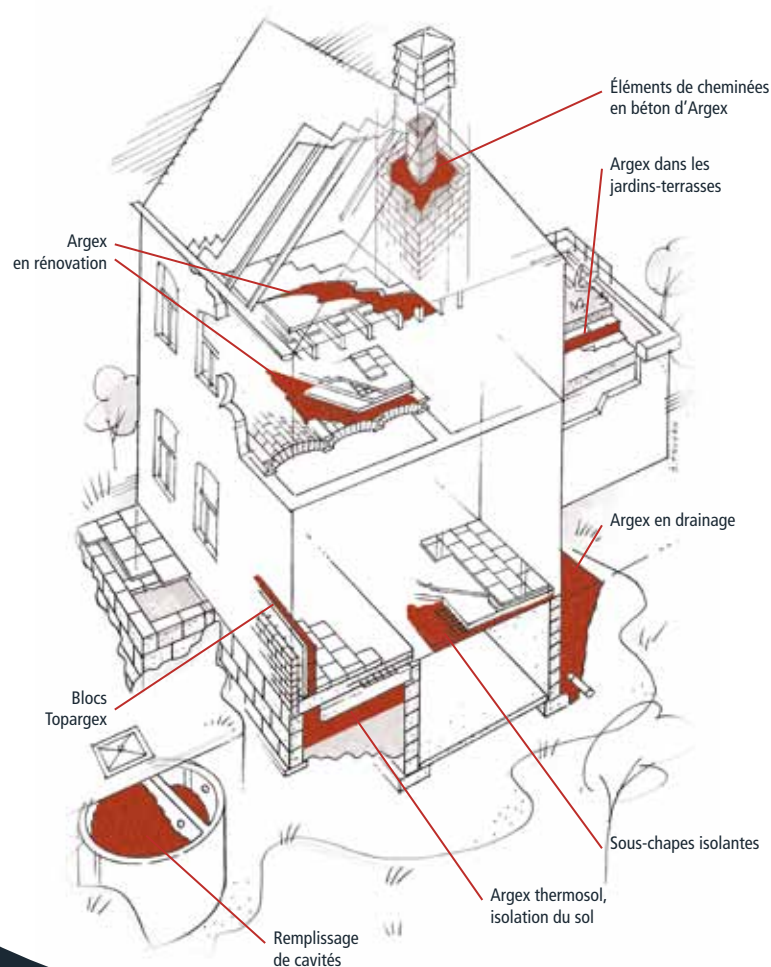 Éléments de cheminées
en béton d’Argex
Argex dans les
jardins-terrasses
Argex
en rénovation
Argex en drainage
Blocs
Topargex
Sous-chapes isolantes
Argex thermosol,
isolation du sol
Remplissage
de cavités